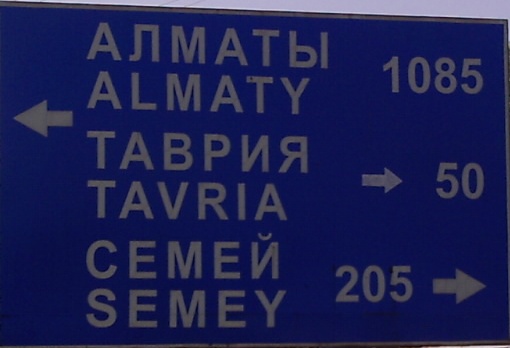 АЛМАТЫ 1085
ALMATY
ТАВРИЯ 50
TAVRIA
СЕМЕЙ 205
SEMEY